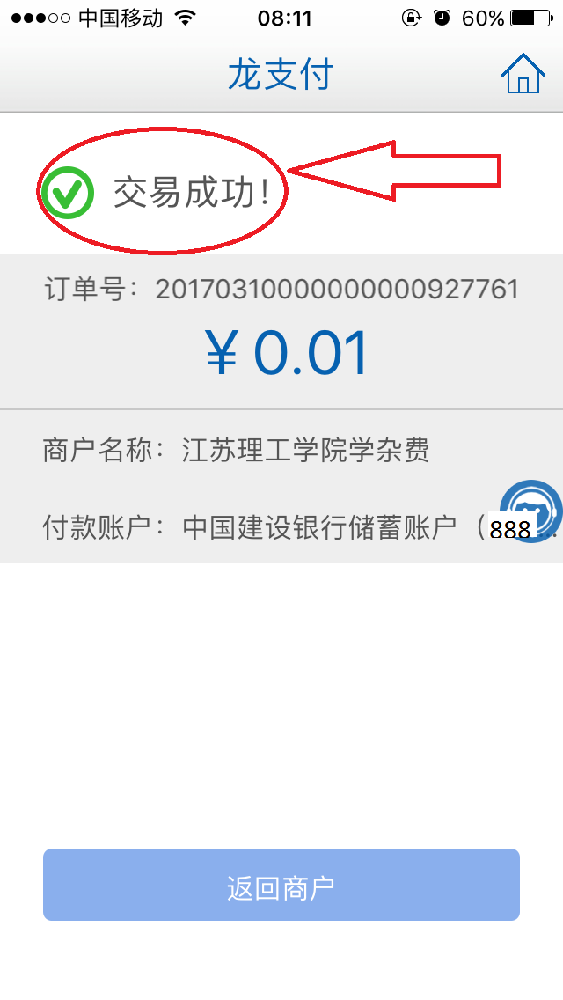 中国移动 08:11 60%
龙支付
交易成功!
订单号：20170310000000000927761
¥ 0.01
商户名称：江苏理工学院学杂费
付款账户：中国建设银行储蓄账户（888...
返回商户